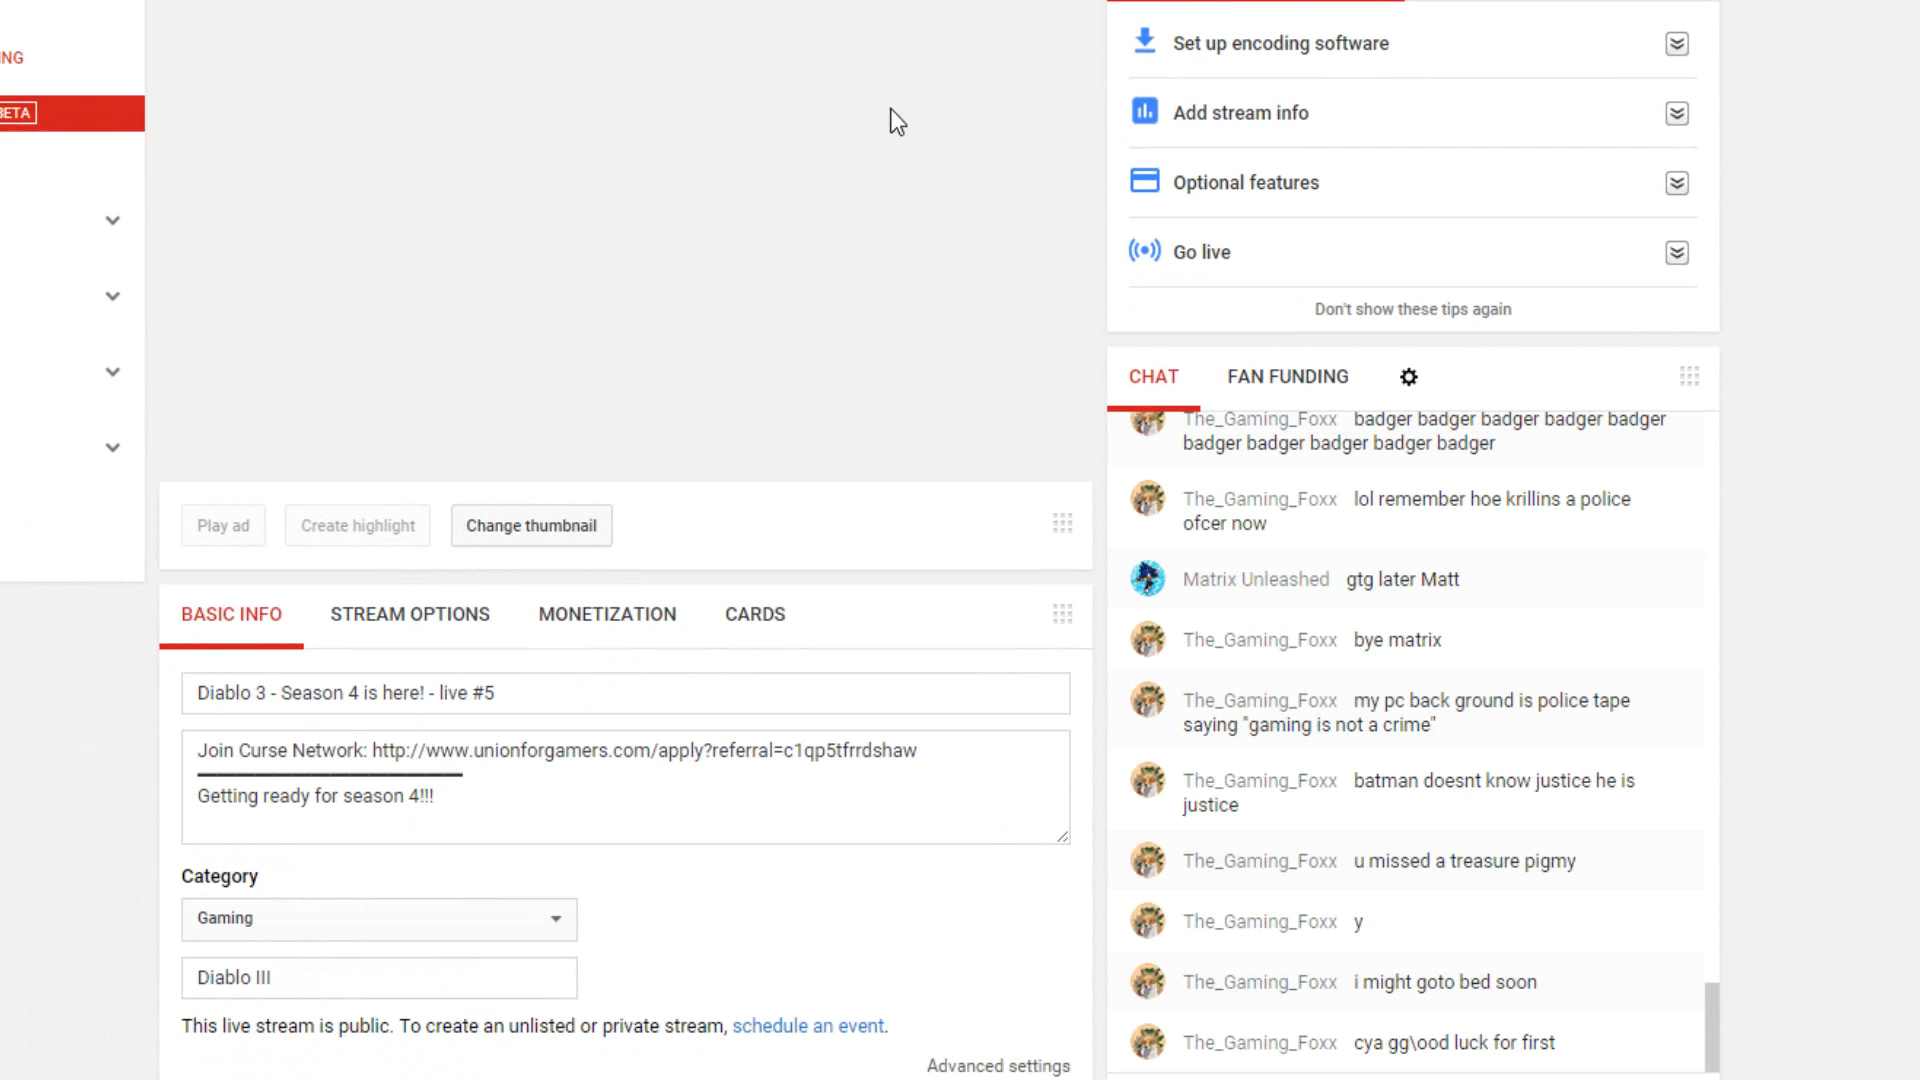 ING
BETA
Set up encoding software
Add stream info
Optional features
Go live
Don't show these tips again
Play ad
Create highlight
Change thumbnail
BASIC INFO
STREAM OPTIONS
MONETIZATION
CARDS
Diablo 3 - Season 4 is here! - live #5
Join Curse Network: http://www.unionforgamers.com/apply?referral=c1qp5tfrrdshaw
Getting ready for season 4!!!
Category
Gaming
Diablo III
This live stream is public. To create an unlisted or private stream, schedule an event.
Advanced settings
CHAT
FAN FUNDING
The_Gaming_Foxx badger badger badger badger badger
badger badger badger badger badger
The_Gaming_Foxx lol remember hoe krillins a police
ofcer now
Matrix Unleashed gtg later Matt
The_Gaming_Foxx bye matrix
The_Gaming_Foxx my pc back ground is police tape
saying "gaming is not a crime"
The_Gaming_Foxx batman doesnt know justice he is
justice
The_Gaming_Foxx u missed a treasure pigmy
The_Gaming_Foxx y
The_Gaming_Foxx i might goto bed soon
The_Gaming_Foxx cya gg\ood luck for first